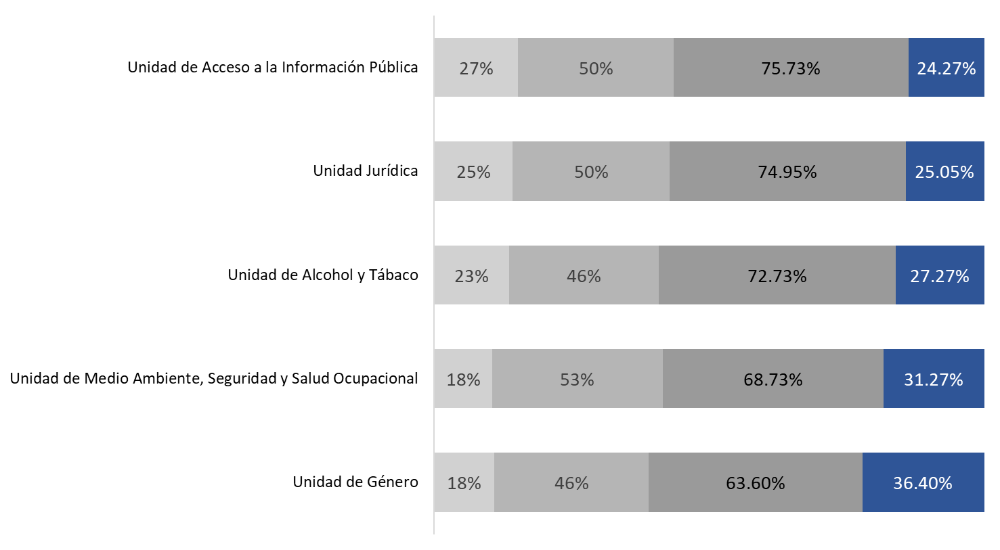 Unidad de Acceso a la Información Pública 27% 50% 75.73% 24.27%
Unidad Jurídica 25% 50% 74.95% 25.05%
Unidad de Alcohol y Tábaco 23% 46% 72.73% 27.27%
Unidad de Medio Ambiente, Seguridad y Salud Ocupacional 18% 53% 68.73% 31.27%
Unidad de Género 18% 46% 63.60% 36.40%